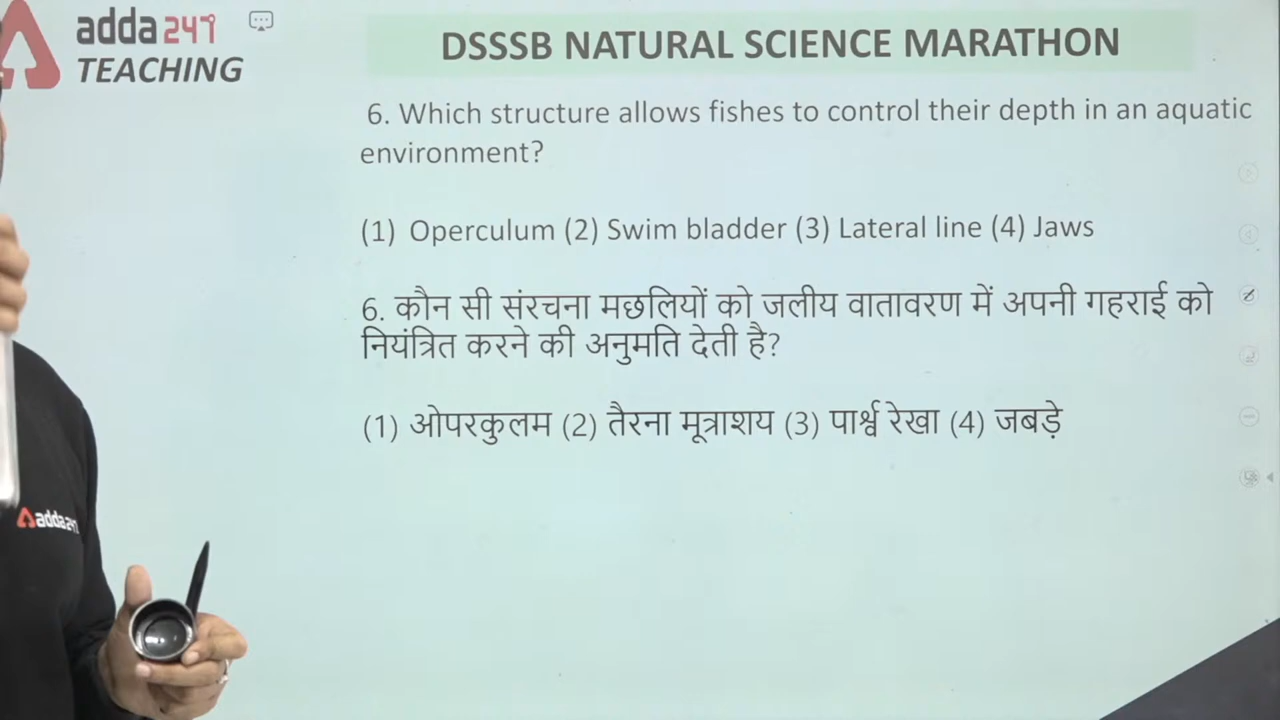 adda247
TEACHING
DSSSB NATURAL SCIENCE MARATHON
6. Which structure allows fishes to control their depth in an aquatic
environment?
(1) Operculum (2) Swim bladder (3) Lateral line (4) Jaws
6. कौन सी संरचना मछलियों को जलीय वातावरण में अपनी गहराई को
नियंत्रित करने की अनुमति देती है?
(1) ओपरकुलम (2) तैरना मूत्राशय (3) पार्श्व रेखा (4) जबड़े
adda247